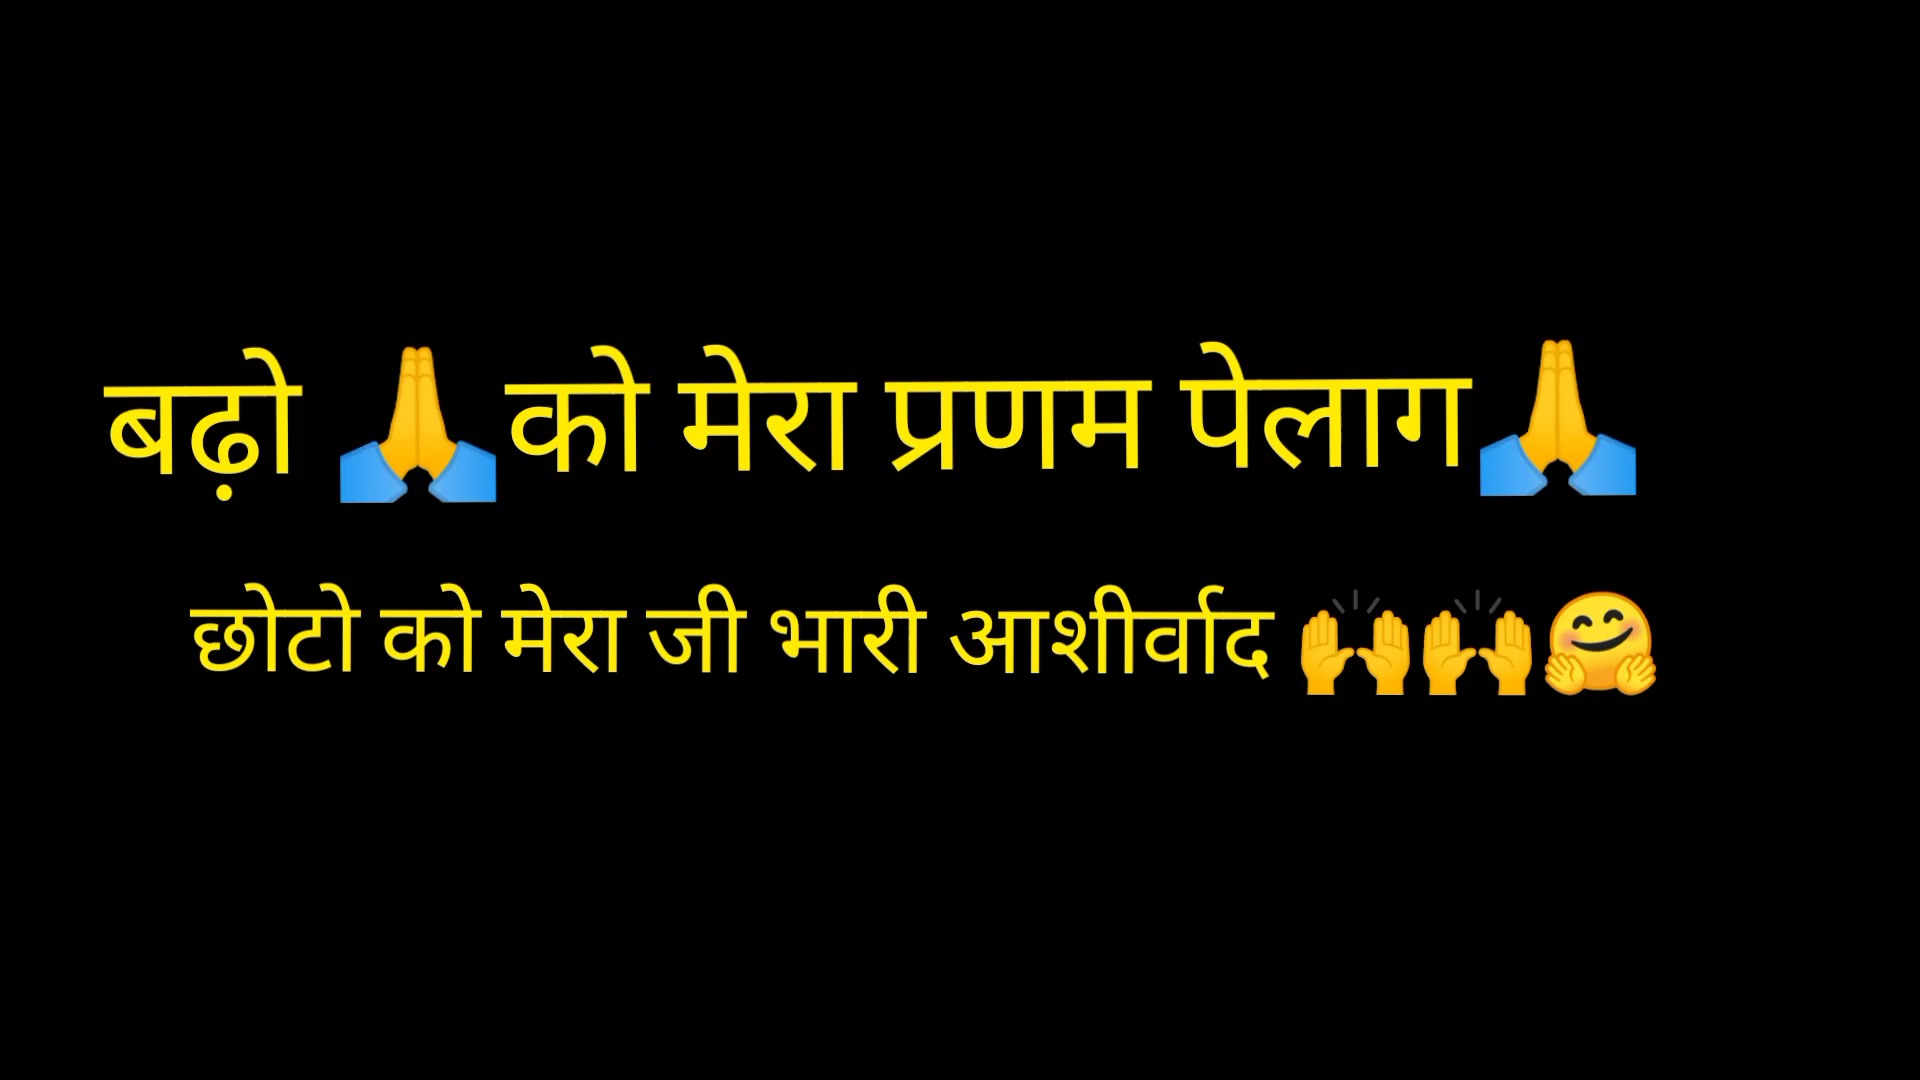 बढ़ो 🙏को मेरा प्रणम पेलाग🙏
छोटो को मेरा जी भारी आशीर्वाद 🙌🙌🤗